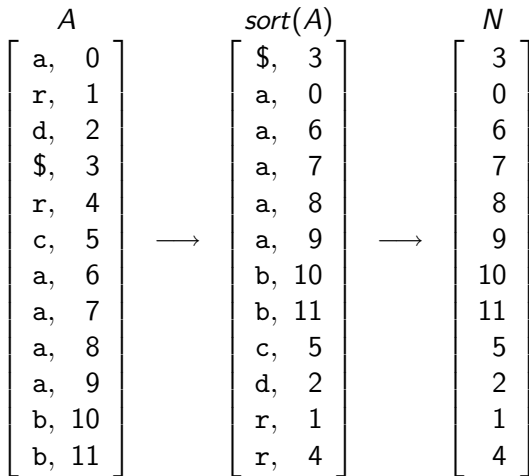 A sort(A) N
a, 0 $, 3 3
r, 1 a, 0 0
d, 2 a, 6 6
$, 3 a, 7 7
r, 4 a, 8 8
c, 5 ⟶ a, 9 ⟶ 9
a, 6 b, 10 10
a, 7 b, 11 11
a, 8 c, 5 5
a, 9 d, 2 2
b, 10 r, 1 1
b, 11 r, 4 4